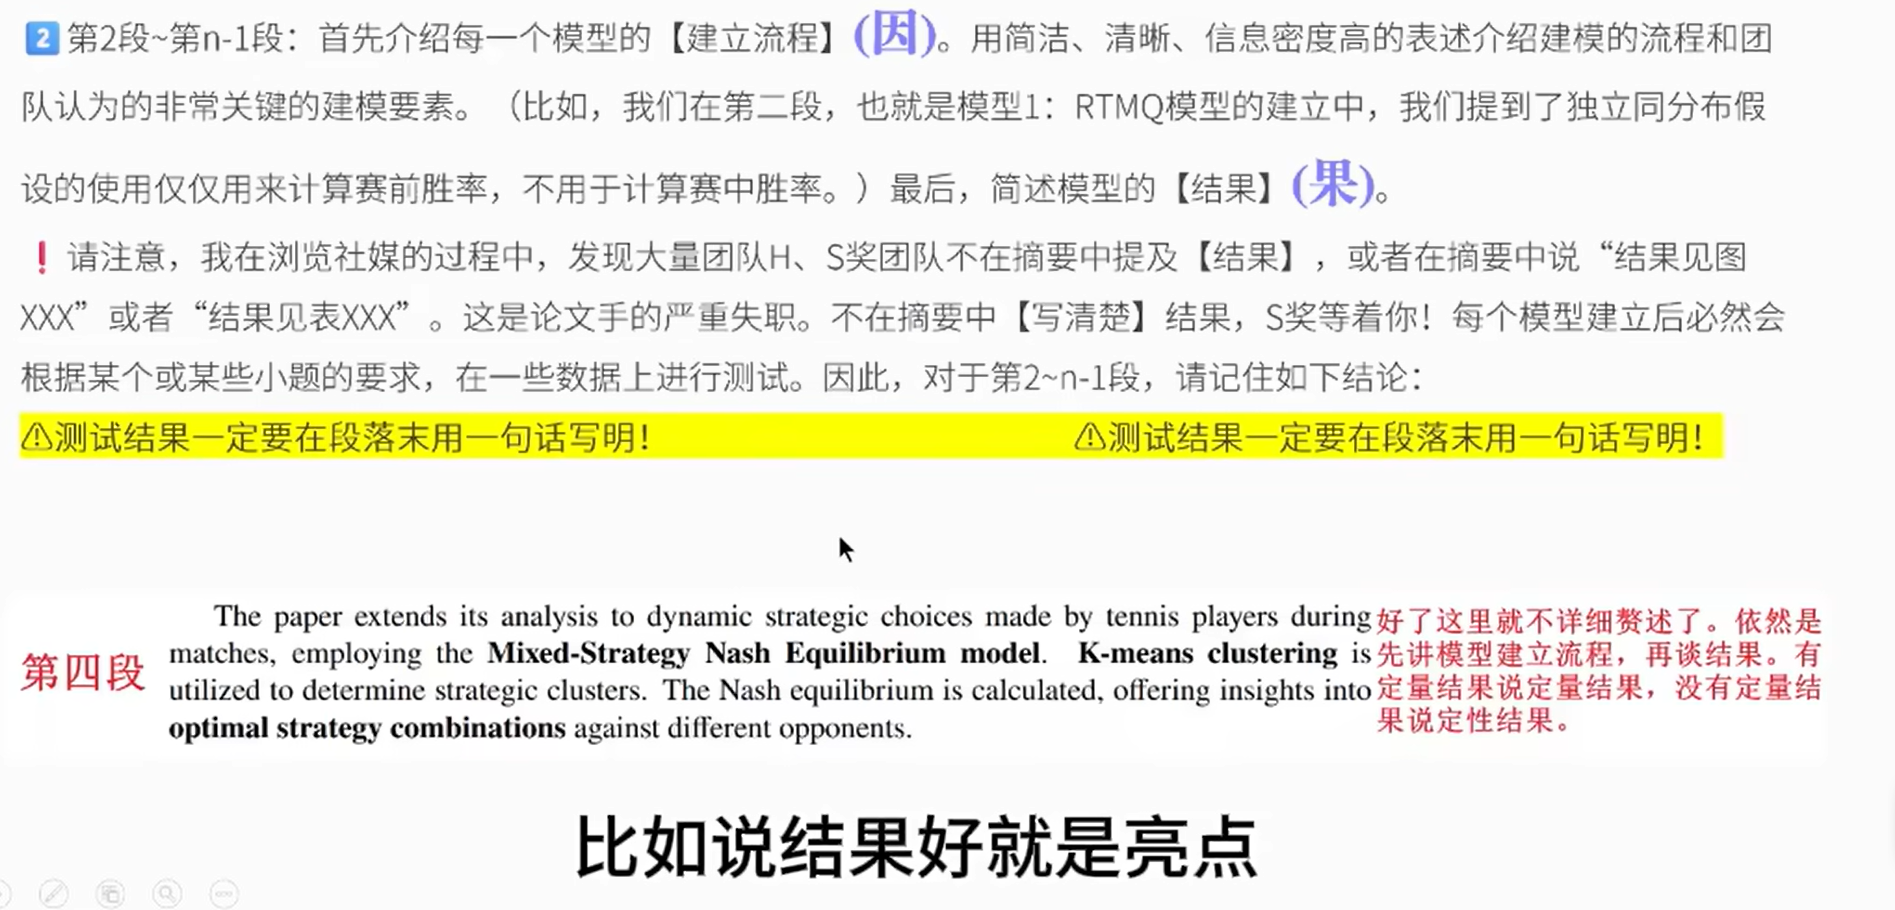 2 第2段~第n-1段：首先介绍每一个模型的【建立流程】(因)。用简洁、清晰、信息密度高的表述介绍建模的流程和团
队认为的非常关键的建模要素。（比如，我们在第二段，也就是模型1：RTMQ模型的建立中，我们提到了独立同分布假
设的使用仅仅用来计算赛前胜率，不用于计算赛中胜率。）最后，简述模型的【结果】(果)。
❗请注意，我在浏览社媒的过程中，发现大量团队H、S奖团队不在摘要中提及【结果】，或者在摘要中说“结果见图
XXX”或者“结果见表XXX”。这是论文手的严重失职。不在摘要中【写清楚】结果，S奖等着你！每个模型建立后必然会
根据某个或某些小题的要求，在一些数据上进行测试。因此，对于第2~n-1段，请记住如下结论：
⚠测试结果一定要在段落末用一句话写明！ ⚠测试结果一定要在段落末用一句话写明！
第四段
The paper extends its analysis to dynamic strategic choices made by tennis players during
matches, employing the Mixed-Strategy Nash Equilibrium model. K-means clustering is
utilized to determine strategic clusters. The Nash equilibrium is calculated, offering insights into
optimal strategy combinations against different opponents.
好了这里就不详细赘述了。依然是
先讲模型建立流程，再谈结果。有
定量结果说定量结果，没有定量结
果说定性结果。
比如说结果好就是亮点